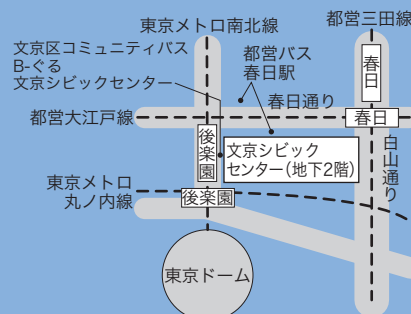 東京メトロ南北線
都営三田線
文京区コミュニティバス
B-ぐる
文京シビックセンター
都営バス
春日駅
春日
春日通り
都営大江戸線
春日
後楽園
文京シビック
センター(地下2階)
白山通り
東京メトロ
丸ノ内線
後楽園
東京ドーム